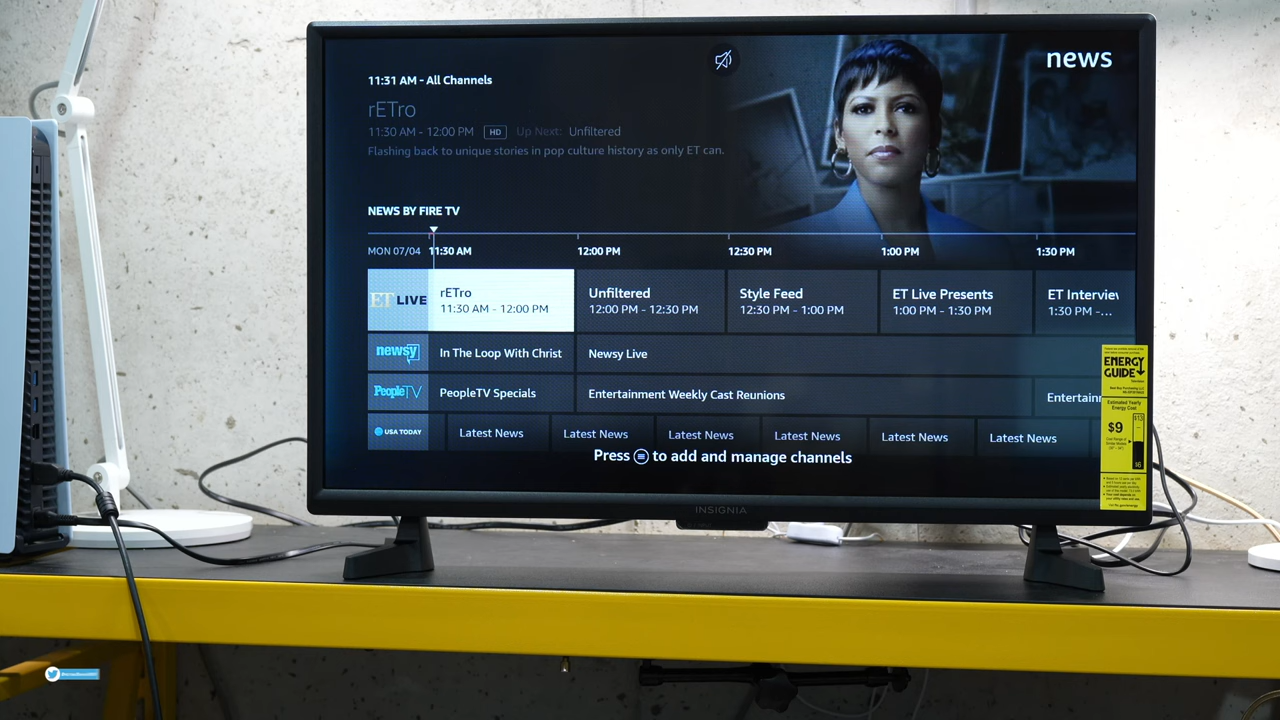 news
11:31 AM - All Channels
rETro
11:30 AM - 12:00 PM HD Up Next: Unfiltered
Flashing back to unique stories in pop culture history as only ET can.
NEWS BY FIRE TV
MON 07/04 11:30 AM 12:00 PM 12:30 PM 1:00 PM 1:30 PM
ET LIVE
rETro
11:30 AM - 12:00 PM
Unfiltered
12:00 PM - 12:30 PM
Style Feed
12:30 PM - 1:00 PM
ET Live Presents
1:00 PM - 1:30 PM
ET Interview
1:30 PM -...
newsy In The Loop With Christ Newsy Live
PeopleTV PeopleTV Specials Entertainment Weekly Cast Reunions Entertain
USA TODAY Latest News Latest News Latest News Latest News Latest News Latest News
Press to add and manage channels
INSIGNIA
ENERGY
GUIDE
Estimated Yearly
Energy Cost
$9